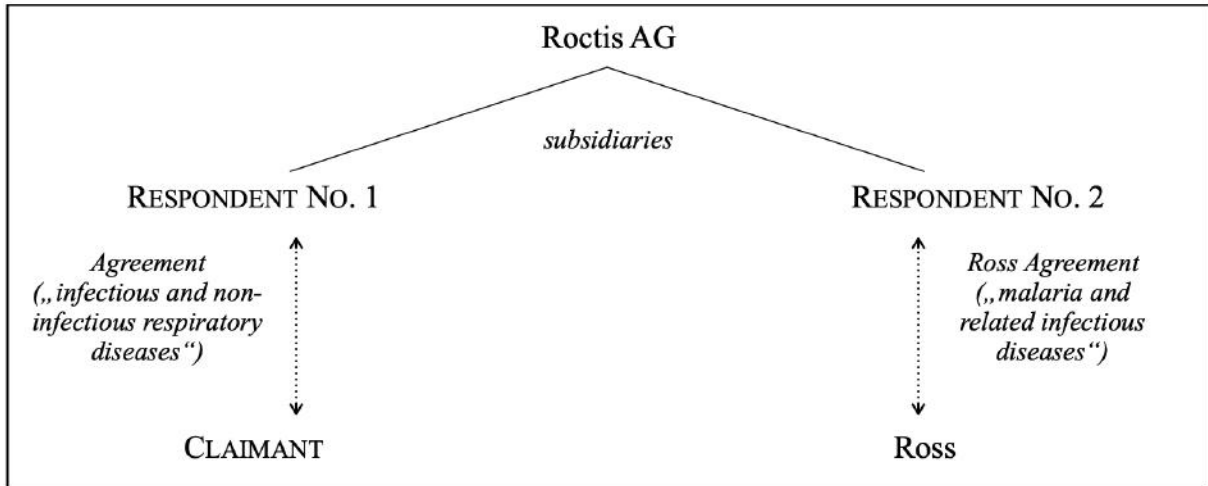 Roctis AG
subsidiaries
RESPONDENT NO. 1
RESPONDENT NO. 2
Agreement
(„infectious and non-
infectious respiratory
diseases“)
Ross Agreement
(„malaria and
related infectious
diseases“)
CLAIMANT
Ross